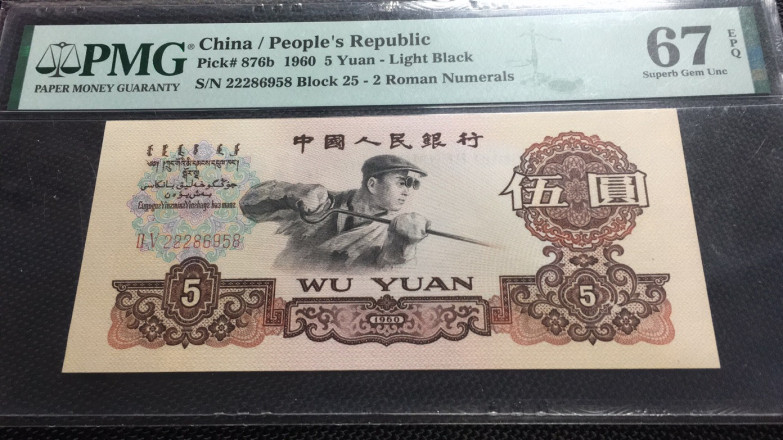 PMG
PAPER MONEY GUARANTY
China / People's Republic
Pick# 876b 1960 5 Yuan - Light Black
S/N 22286958 Block 25 - 2 Roman Numerals
67 EPQ
Superb Gem Unc
中國人民銀行
伍圓
II V 22286958
WU YUAN
5
5
1960